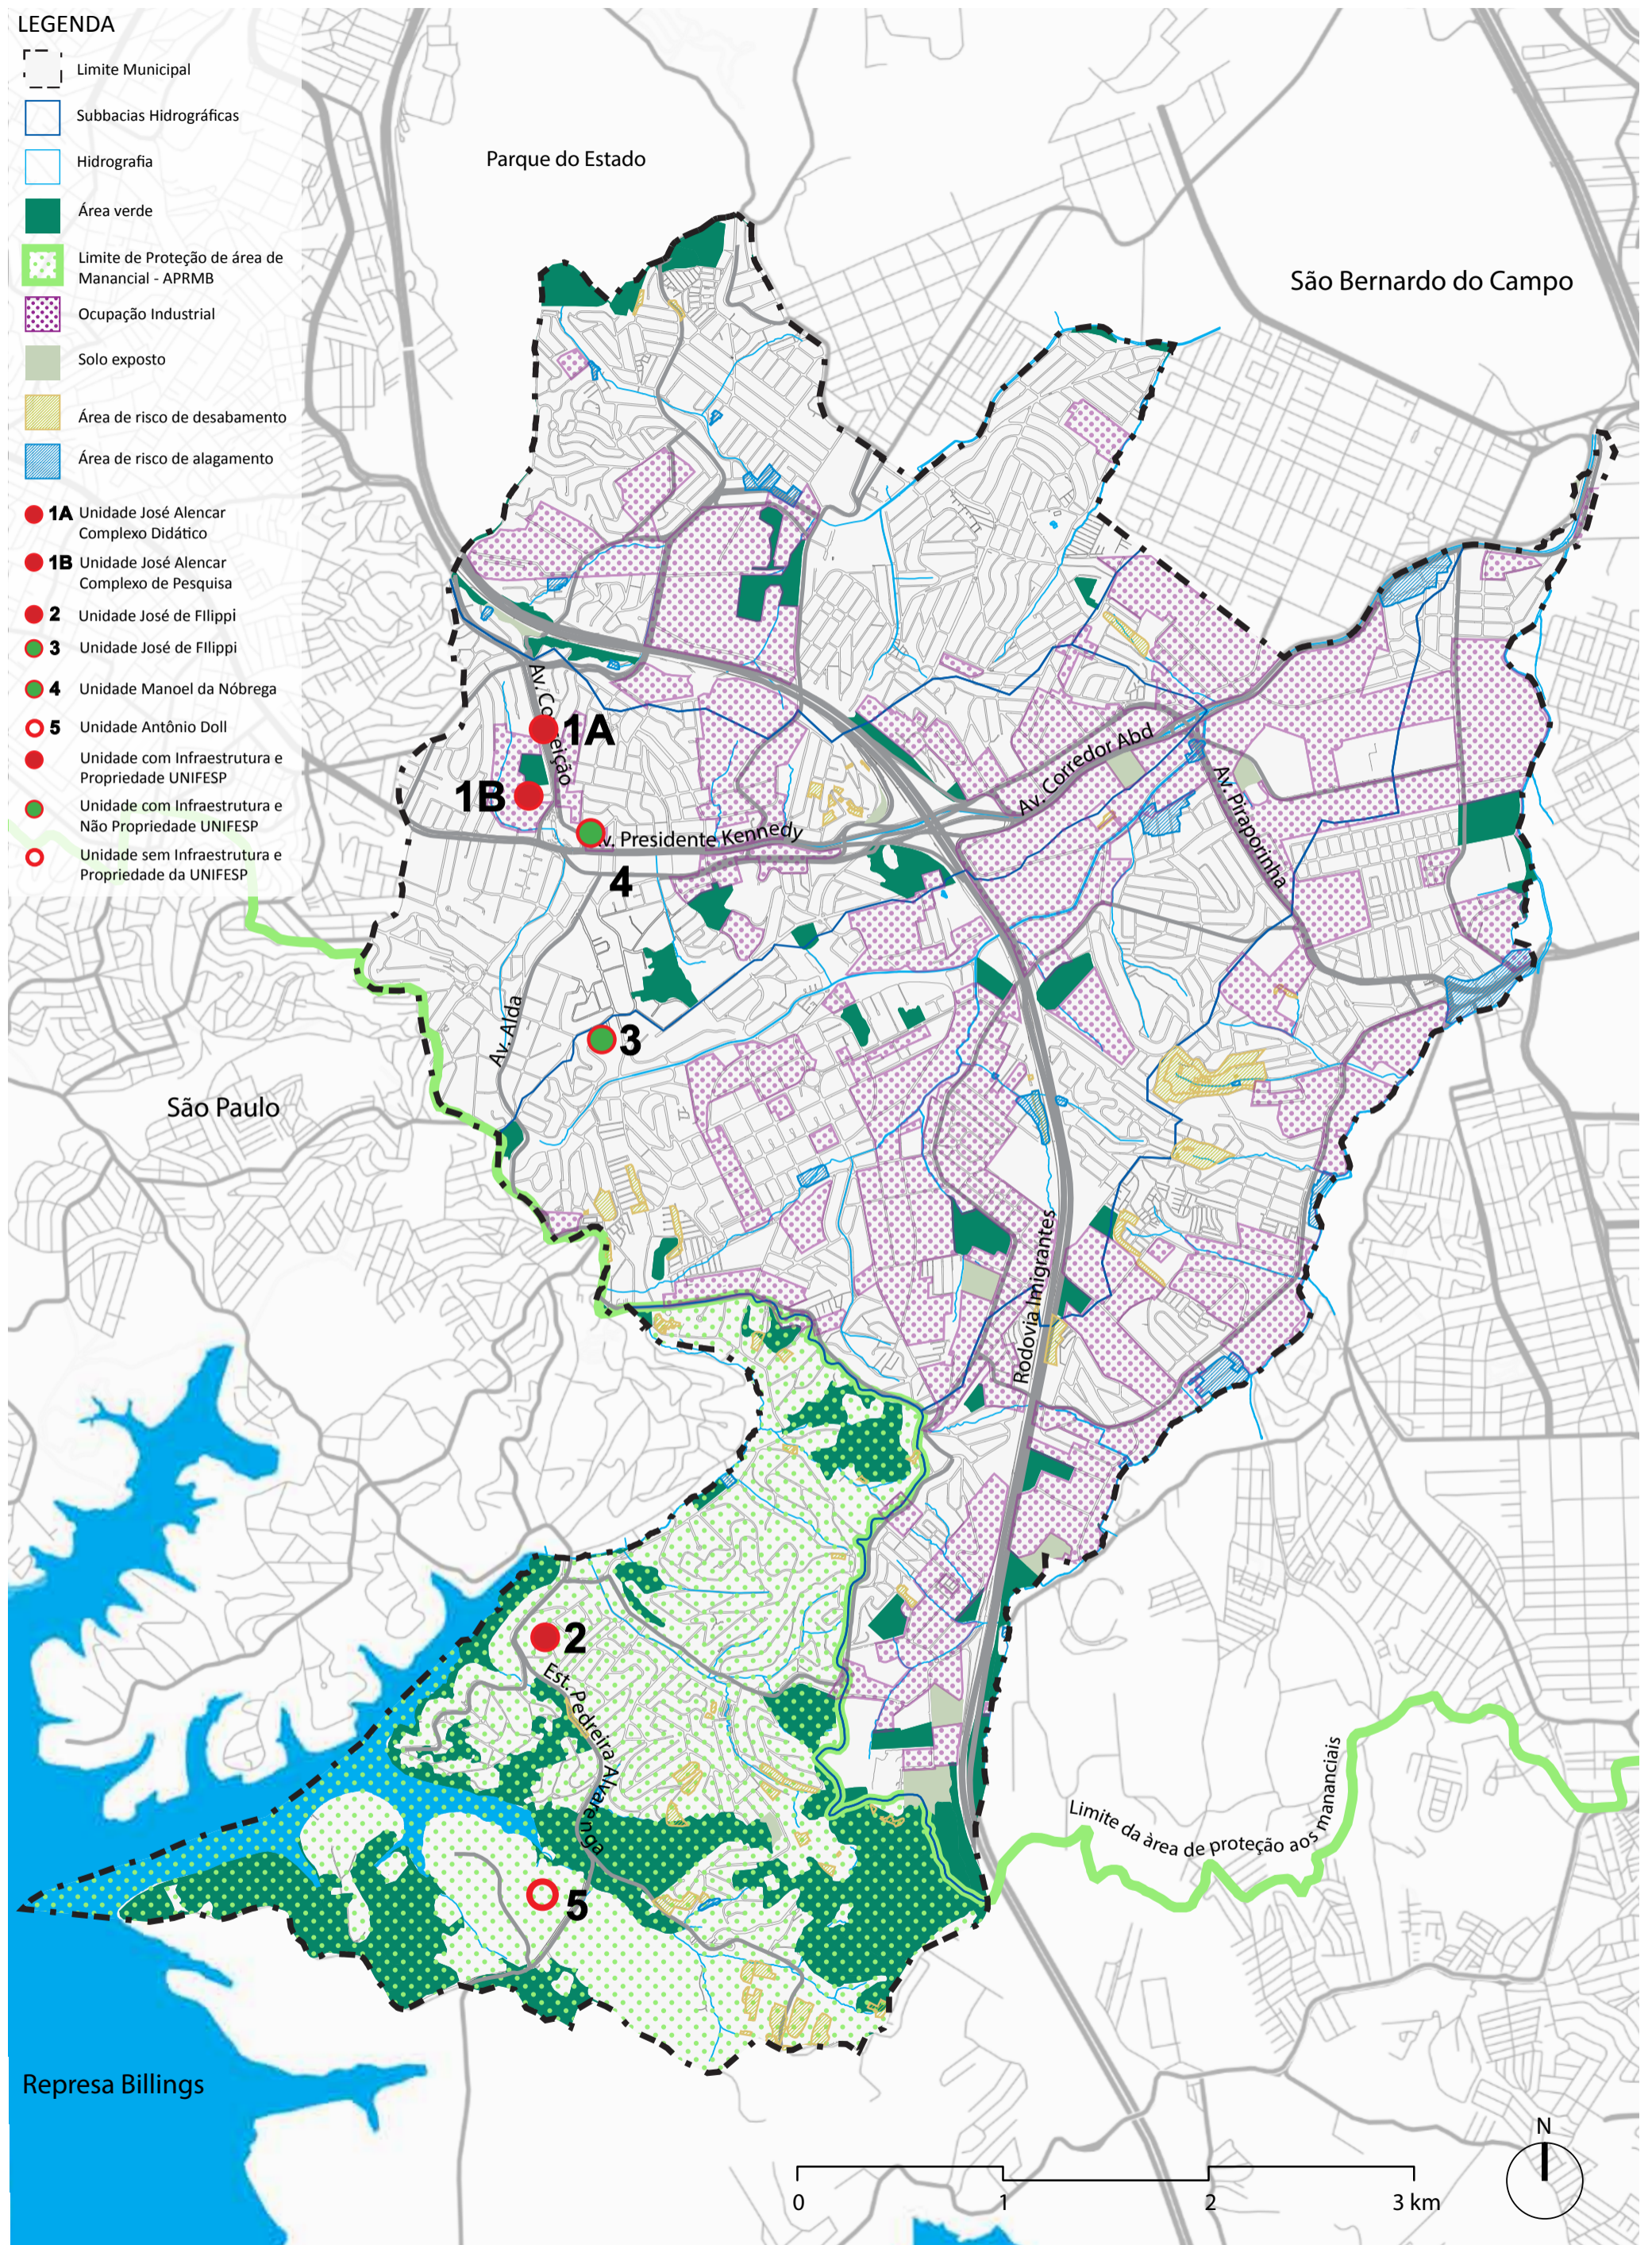 LEGENDA
Limite Municipal
Subbacias Hidrográficas
Hidrografia
Área verde
Limite de Proteção de área de
Manancial - APRMB
Ocupação Industrial
Solo exposto
Área de risco de desabamento
Área de risco de alagamento
1A Unidade José Alencar
Complexo Didático
1B Unidade José Alencar
Complexo de Pesquisa
2 Unidade José de FIlippi
3 Unidade José de FIlippi
4 Unidade Manoel da Nóbrega
5 Unidade Antônio Doll
Unidade com Infraestrutura e
Propriedade UNIFESP
Unidade com Infraestrutura e
Não Propriedade UNIFESP
Unidade sem Infraestrutura e
Propriedade da UNIFESP
Parque do Estado
São Bernardo do Campo
Av. Conceição
1A
1B
Av. Corredor Abd
Av. Piraporinha
Av. Presidente Kennedy
4
Av. Alda
3
São Paulo
Rodovia Imigrantes
2
Est. Pedreira Alvarenga
Limite da àrea de proteção aos mananciais
5
Represa Billings
N
0
1
2
3 km